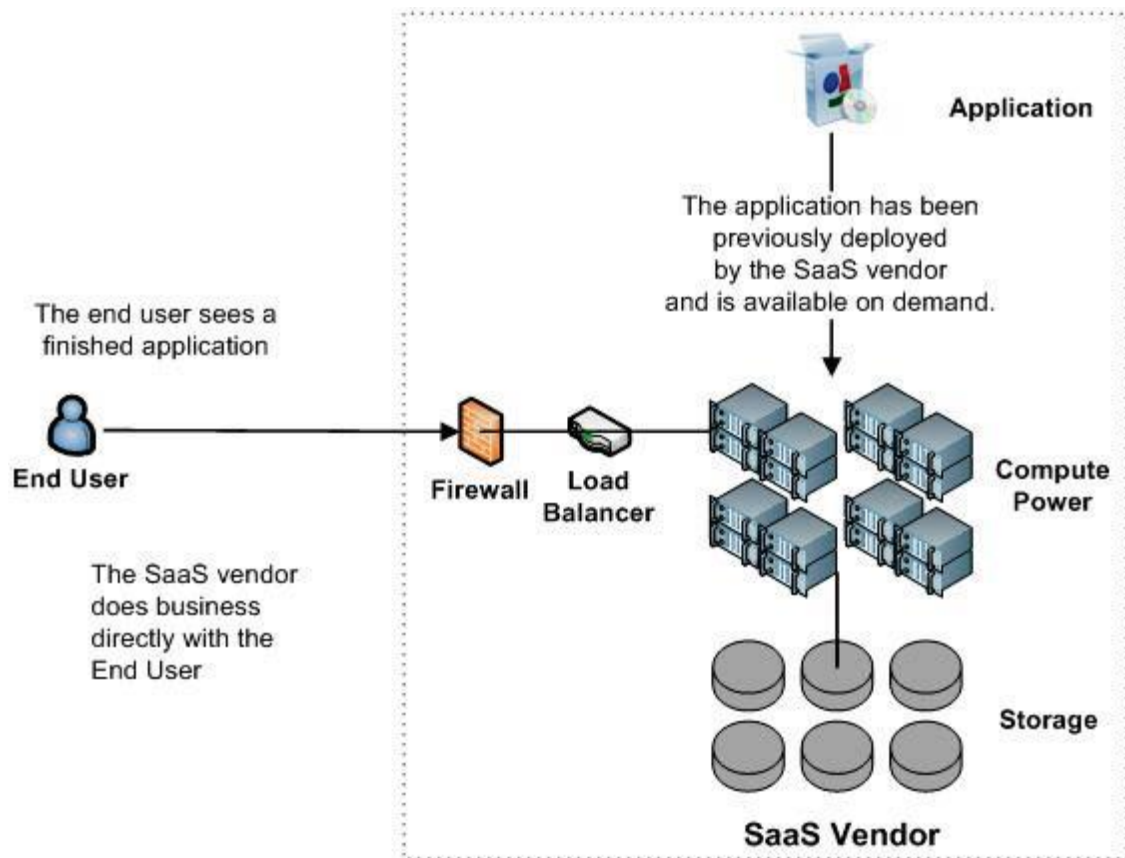 Application
The application has been
previously deployed
by the SaaS vendor
and is available on demand.
The end user sees a
finished application
End User
Firewall
Load
Balancer
Compute
Power
The SaaS vendor
does business
directly with the
End User
Storage
SaaS Vendor